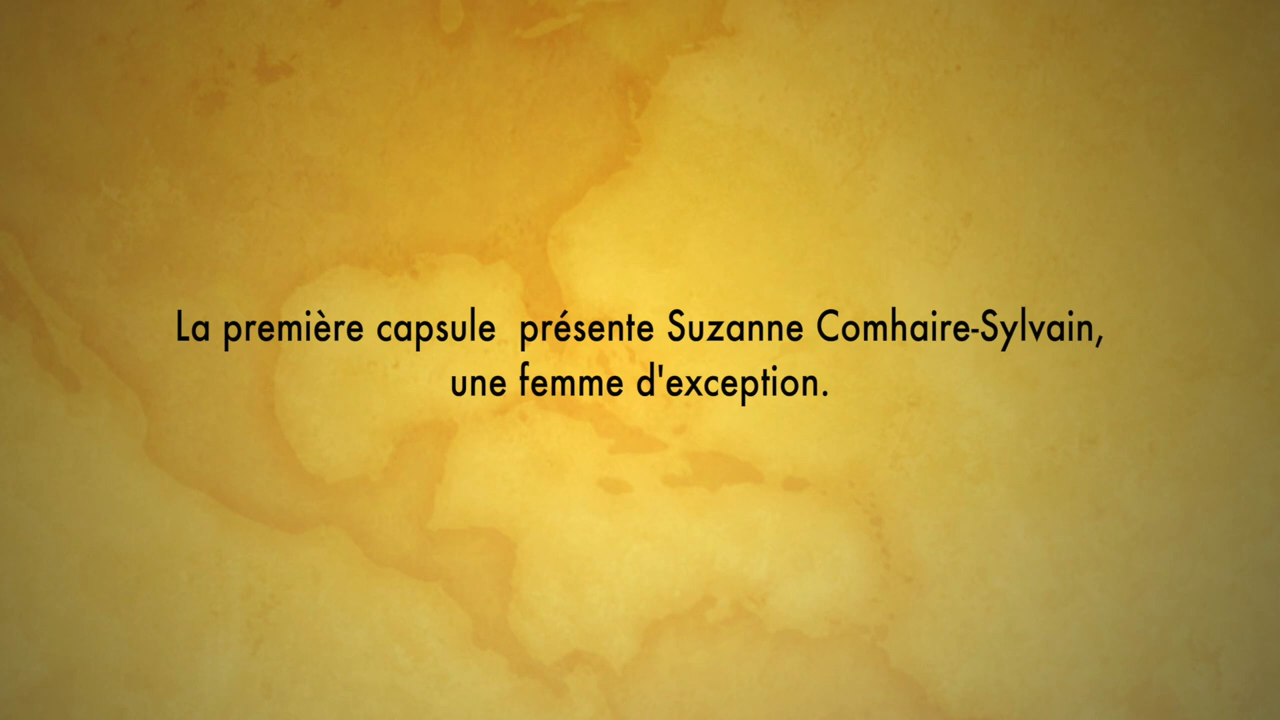 La première capsule  présente Suzanne Comhaire-Sylvain,
une femme d'exception.